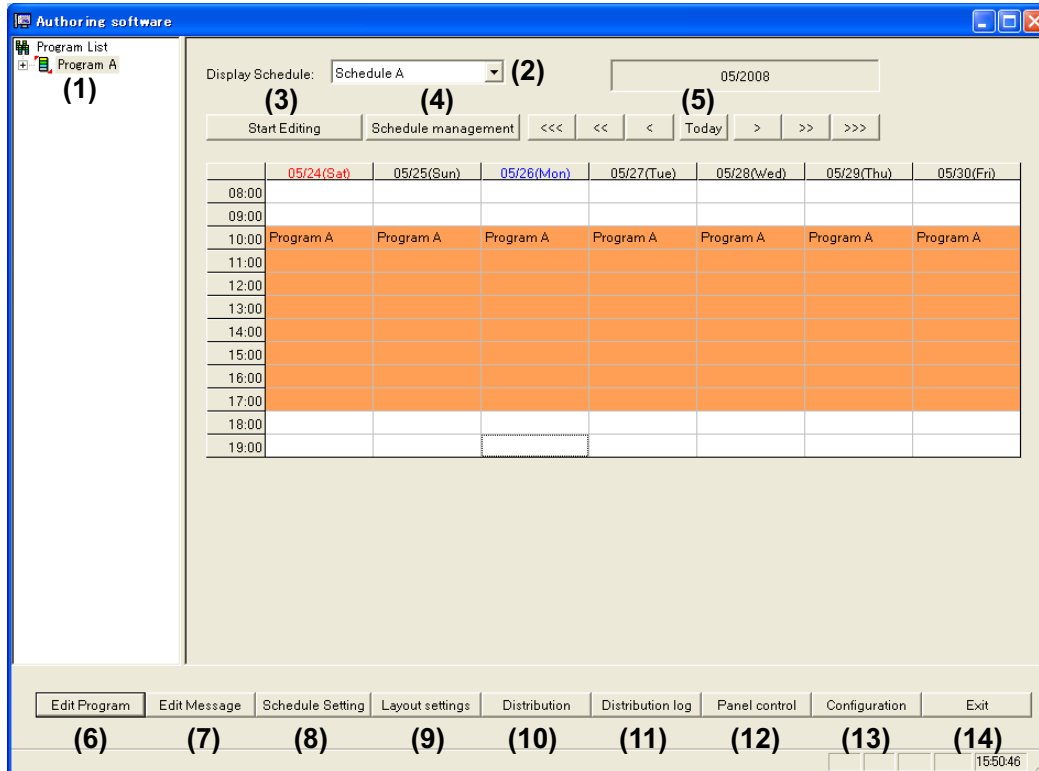 Authoring software
Program List
Program A
(1)
Display Schedule: Schedule A (2) 05/2008
(3) (4) (5)
Start Editing Schedule management <<< << < Today > >> >>>
05/24(Sat) 05/25(Sun) 05/26(Mon) 05/27(Tue) 05/28(Wed) 05/29(Thu) 05/30(Fri)
08:00
09:00
10:00 Program A Program A Program A Program A Program A Program A Program A
11:00
12:00
13:00
14:00
15:00
16:00
17:00
18:00
19:00
Edit Program Edit Message Schedule Setting Layout settings Distribution Distribution log Panel control Configuration Exit
(6) (7) (8) (9) (10) (11) (12) (13) (14)
15:50:46